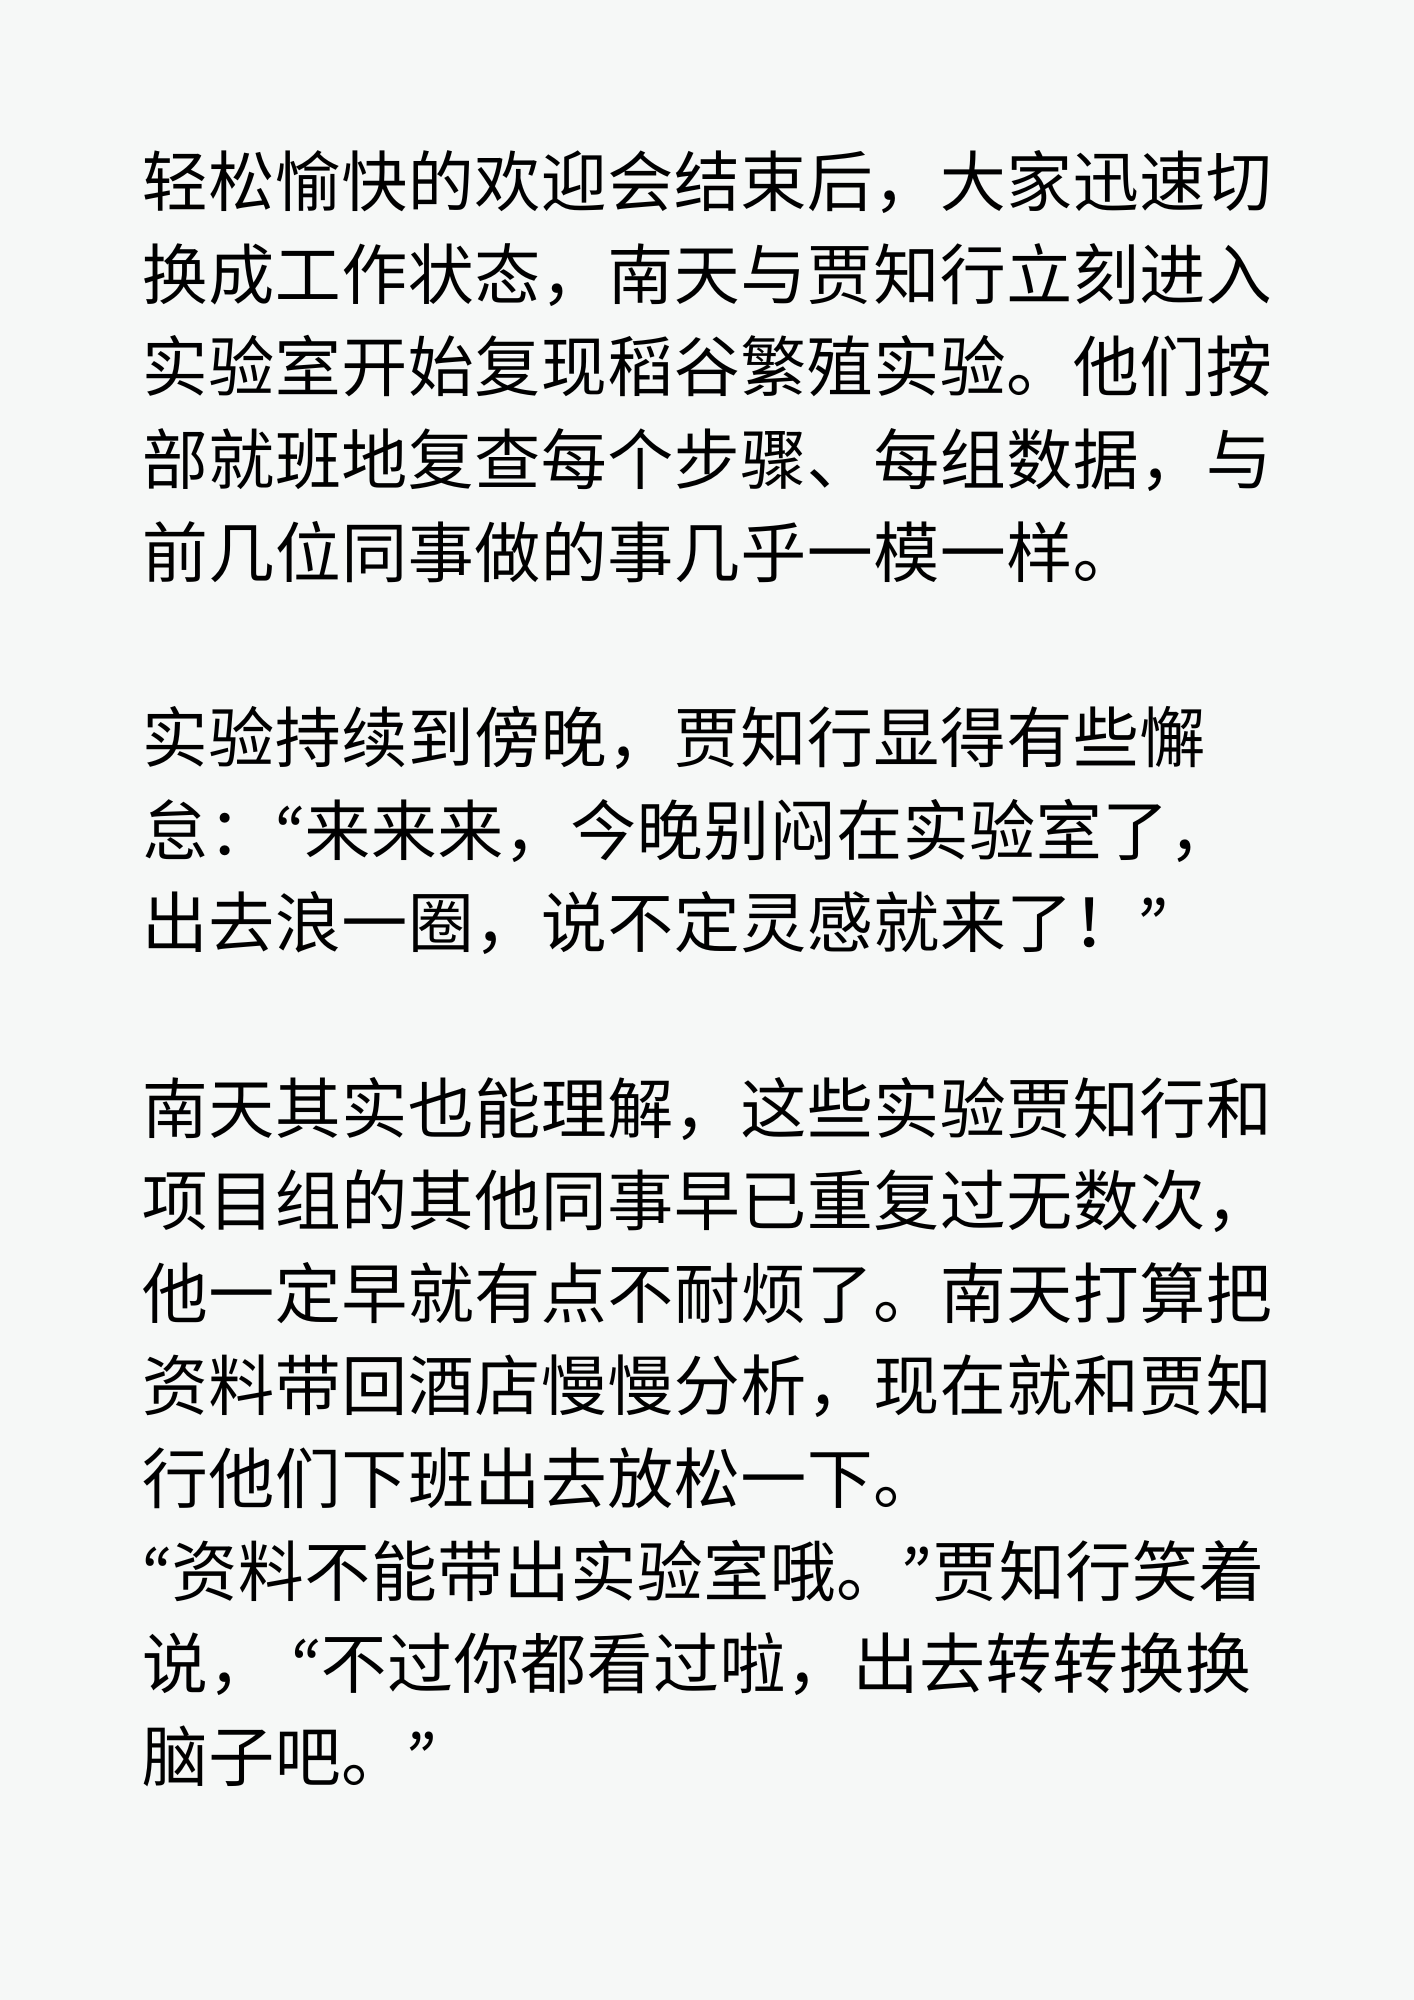 轻松愉快的欢迎会结束后，大家迅速切
换成工作状态，南天与贾知行立刻进入
实验室开始复现稻谷繁殖实验。他们按
部就班地复查每个步骤、每组数据，与
前几位同事做的事几乎一模一样。
实验持续到傍晚，贾知行显得有些懈
怠：“来来来，今晚别闷在实验室了，
出去浪一圈，说不定灵感就来了！”
南天其实也能理解，这些实验贾知行和
项目组的其他同事早已重复过无数次，
他一定早就有点不耐烦了。南天打算把
资料带回酒店慢慢分析，现在就和贾知
行他们下班出去放松一下。
“资料不能带出实验室哦。”贾知行笑着
说， “不过你都看过啦，出去转转换换
脑子吧。”